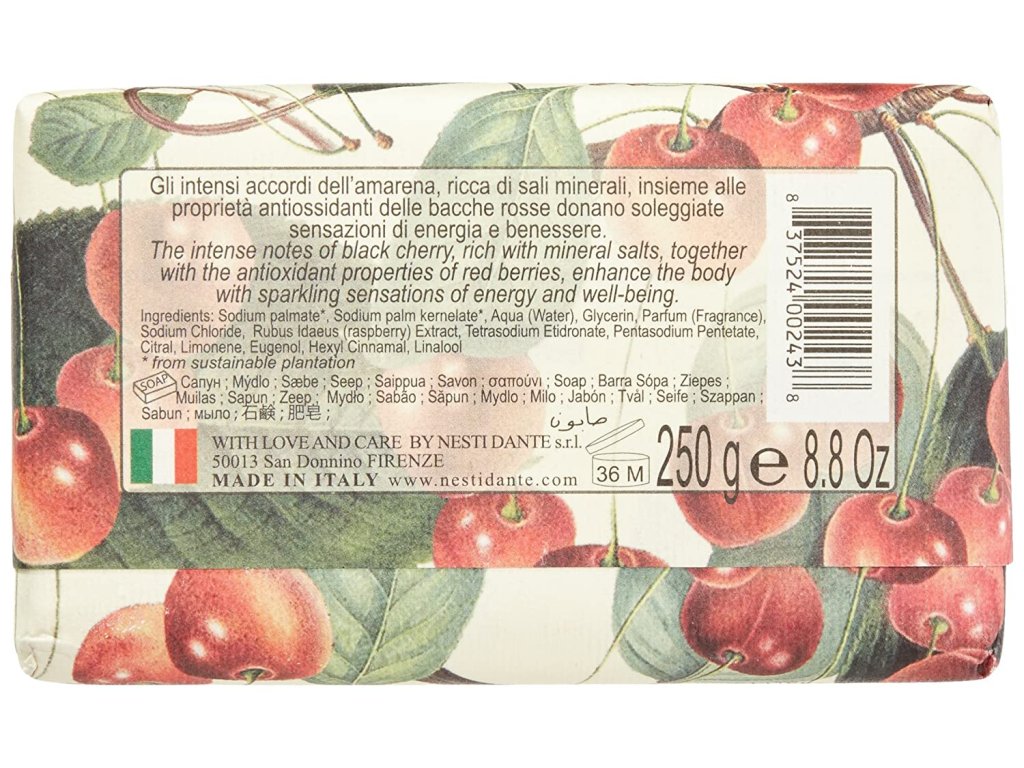 Gli intensi accordi dell'amarena, ricca di sali minerali, insieme alle
proprietà antiossidanti delle bacche rosse donano soleggiate
sensazioni di energia e benessere.
The intense notes of black cherry, rich with mineral salts, together
with the antioxidant properties of red berries, enhance the body
with sparkling sensations of energy and well-being.
Ingredients: Sodium palmate*, Sodium palm kernelate*, Aqua (Water), Glycerin, Parfum (Fragrance),
Sodium Chloride, Rubus Idaeus (raspberry) Extract, Tetrasodium Etidronate, Pentasodium Pentetate,
Citral, Limonene, Eugenol, Hexyl Cinnamal, Linalool
* from sustainable plantation
SOAP
Сапун ; Mýdlo ; Sæbe ; Seep ; Saippua ; Savon ; σαπούνι ; Soap ; Barra Sópa ; Ziepes ;
Muilas ; Sapun ; Zeep ; Mydło ; Sabão ; Săpun ; Mydlo ; Milo ; Jabón ; Tvål ; Seife ; Szappan ;
Sabun ; мыло ; 石鹸 ; 肥皂 ;
صابون
WITH LOVE AND CARE BY NESTI DANTE s.r.l.
50013 San Donnino FIRENZE
MADE IN ITALY www.nestidante.com
36 M
250 g e 8.8 Oz
8 37524 00243 8
8